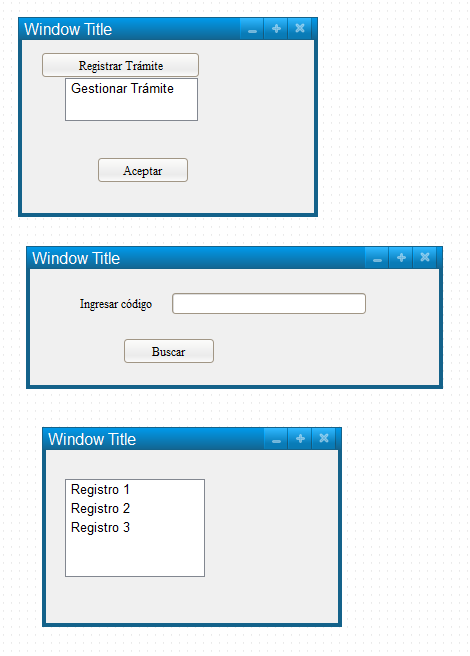 Window Title
Registrar Trámite
Gestionar Trámite
Aceptar
Window Title
Ingresar código
Buscar
Window Title
Registro 1
Registro 2
Registro 3